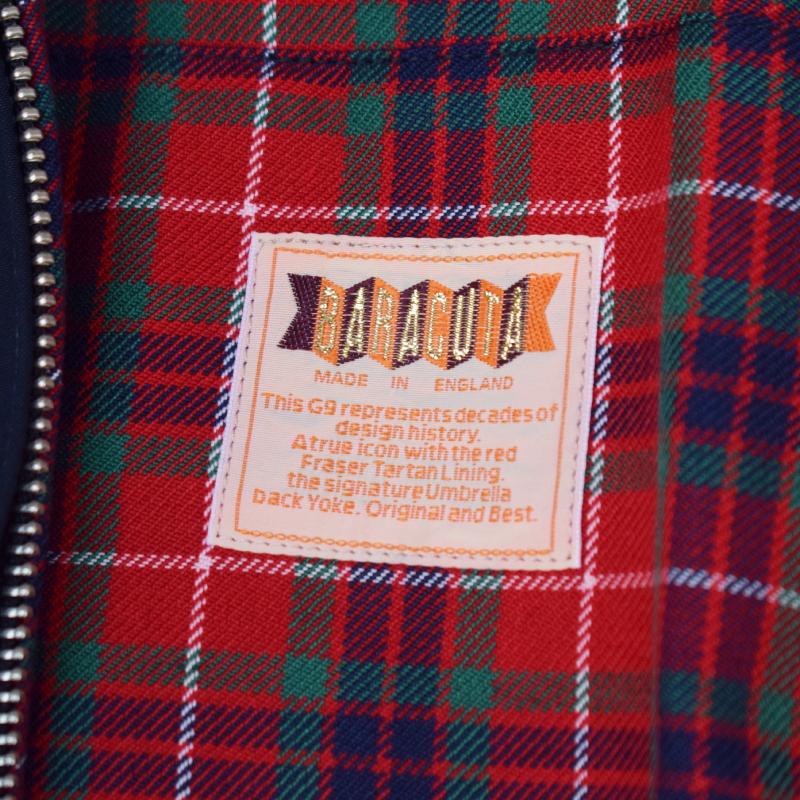 BARACUTA
MADE IN ENGLAND
This G9 represents decades of
design history.
A true icon with the red
Fraser Tartan Lining.
the signature Umbrella
back Yoke. Original and Best.